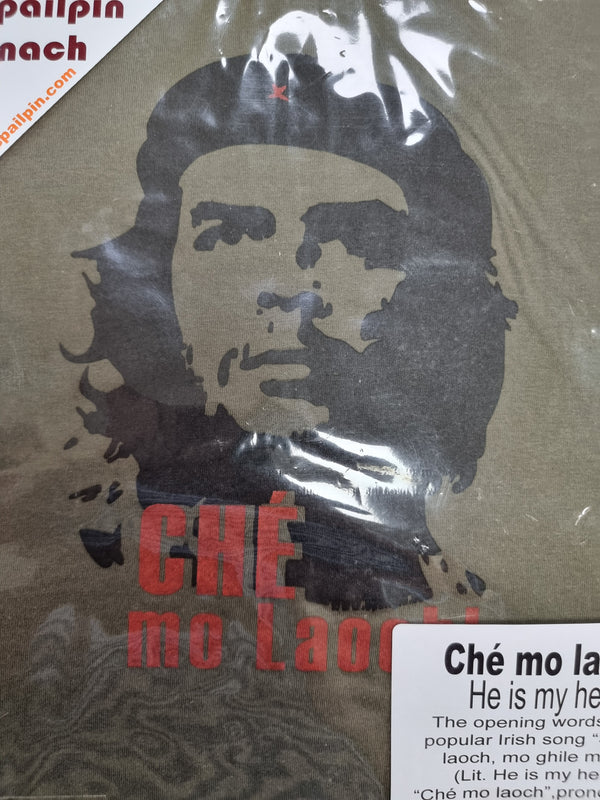 pailpin
nach
pailpin.com
CHÉ
mo Laoch!
Ché mo la
He is my he
The opening words
popular Irish song "
laoch, mo ghile m
(Lit. He is my he
"Ché mo laoch",pron